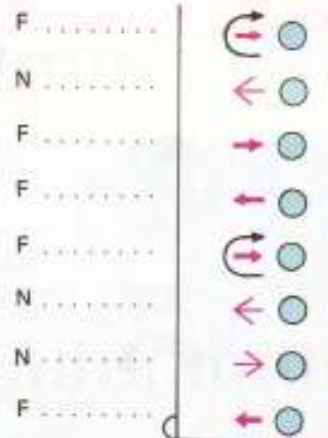 F . . . . . . . . .
N . . . . . . . . .
F . . . . . . . . .
F . . . . . . . . .
F . . . . . . . . .
N . . . . . . . . .
N . . . . . . . . .
F . . . . . . . . .